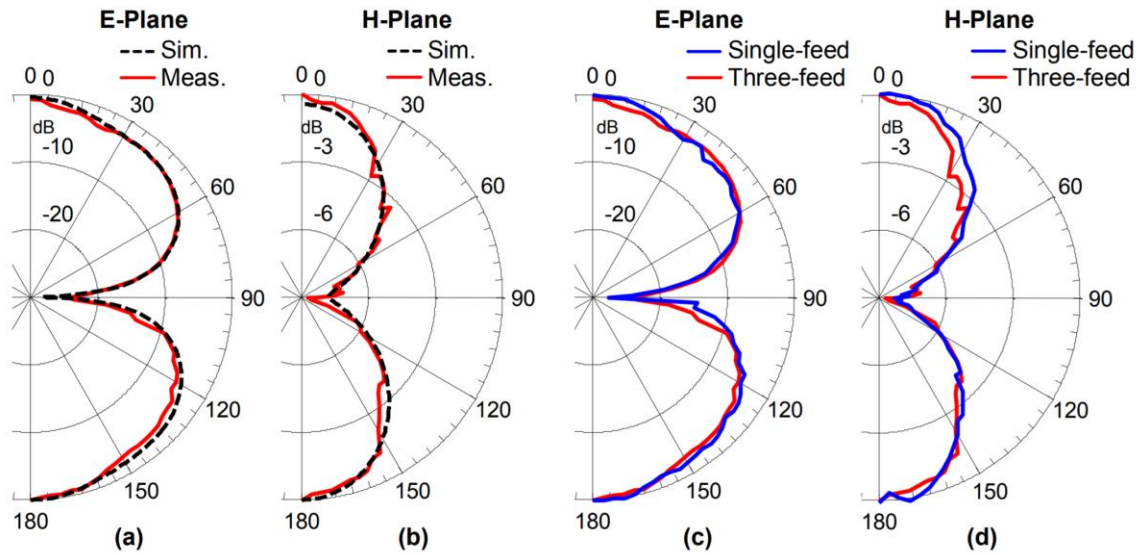 E-Plane
Sim.
Meas.
0 0
30
dB
-10
60
-20
90
120
150
180
(a)
H-Plane
Sim.
Meas.
0 0
30
dB
-3
60
-6
90
120
150
180
(b)
E-Plane
Single-feed
Three-feed
0 0
30
dB
-10
60
-20
90
120
150
180
(c)
H-Plane
Single-feed
Three-feed
0 0
30
dB
-3
60
-6
90
120
150
180
(d)